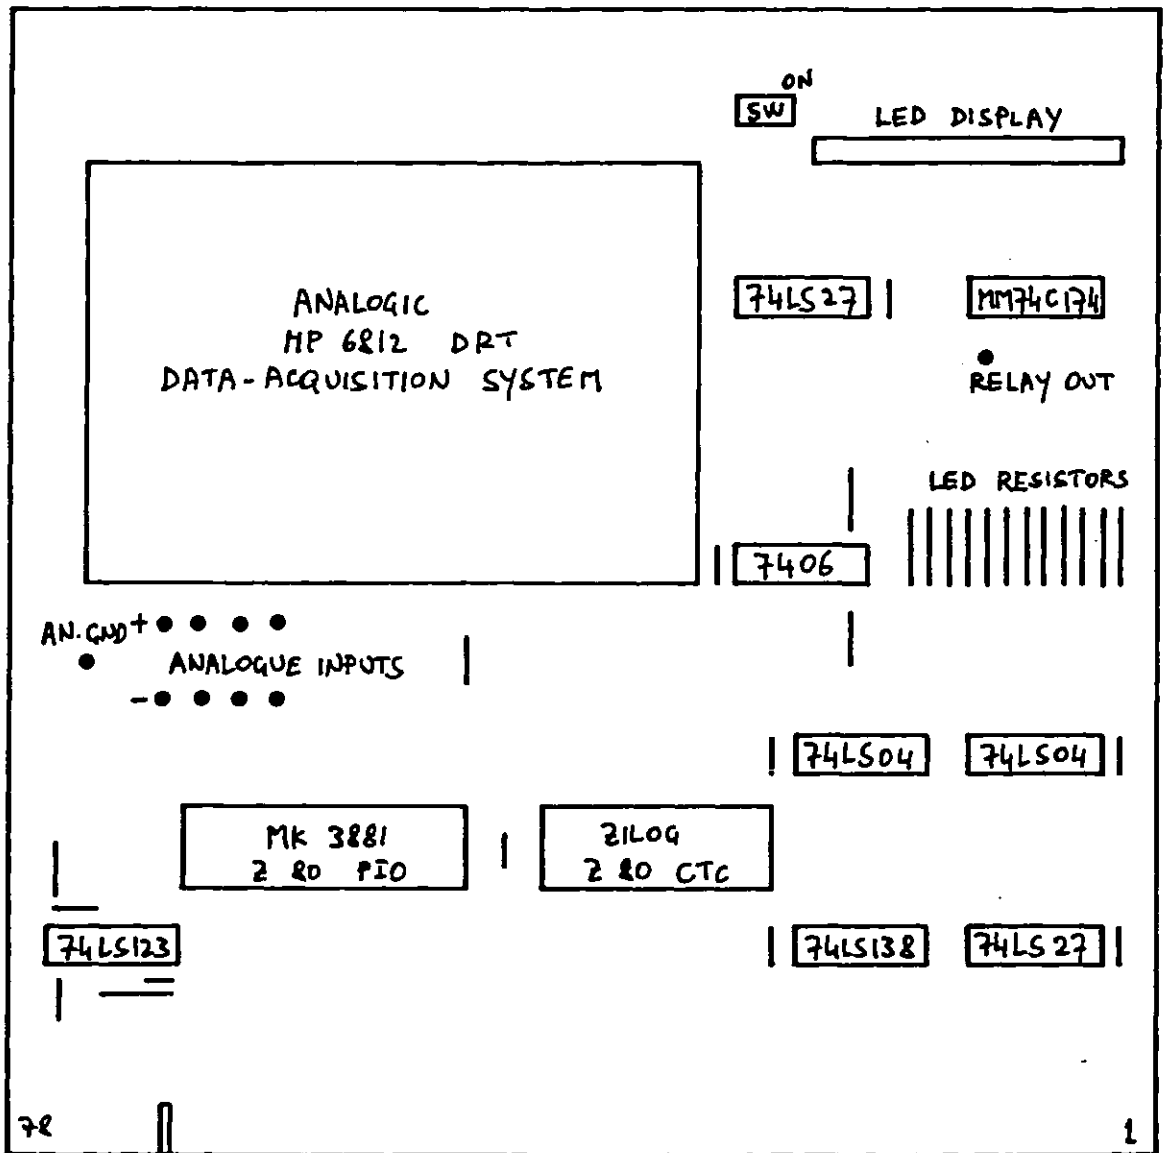 ON
SW
LED DISPLAY
ANALOGIC
MP 6812 DRT
DATA-ACQUISITION SYSTEM
74LS27
MM74C174
RELAY OUT
LED RESISTORS
7406
AN.GND +
ANALOGUE INPUTS
-
74LS04
74LS04
MK 3881
Z 80 PIO
ZILOG
Z 80 CTC
74LS123
74LS138
74LS27
78
1